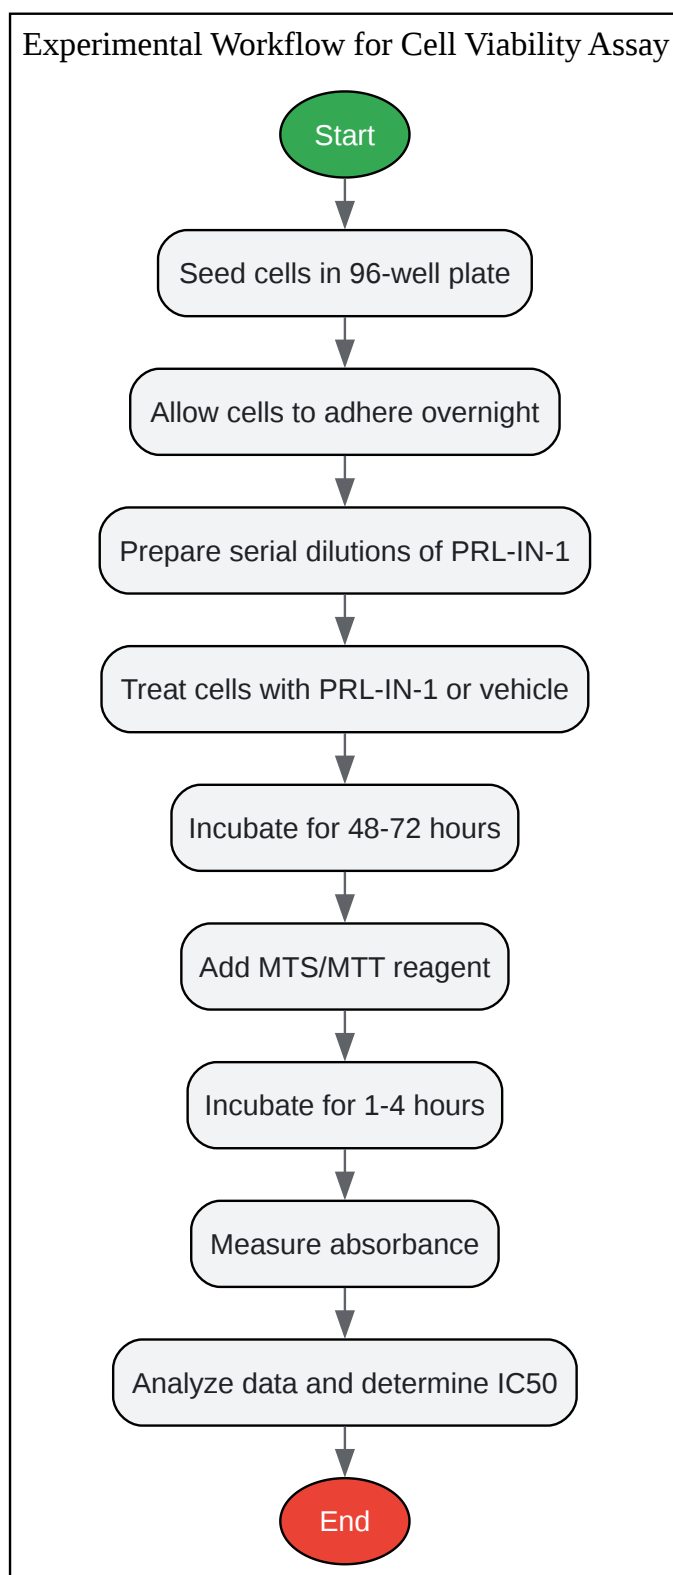 Experimental Workflow for Cell Viability Assay
Start
Seed cells in 96-well plate
Allow cells to adhere overnight
Prepare serial dilutions of PRL-IN-1
Treat cells with PRL-IN-1 or vehicle
Incubate for 48-72 hours
Add MTS/MTT reagent
Incubate for 1-4 hours
Measure absorbance
Analyze data and determine IC50
End